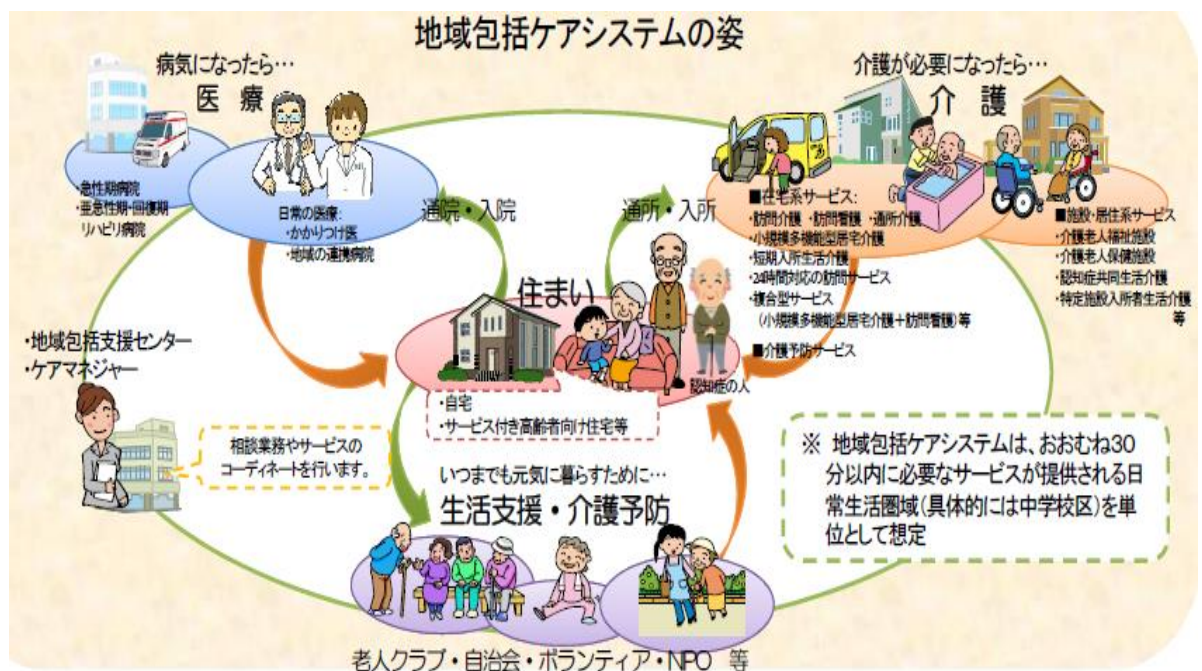 地域包括ケアシステムの姿
病気になったら…
医 療
・急性期病院
・亜急性期・回復期
リハビリ病院
日常の医療:
・かかりつけ医
・地域の連携病院
通院・入院
通所・入所
介護が必要になったら…
介 護
■在宅系サービス:
・訪問介護 ・訪問看護 ・通所介護
・小規模多機能型居宅介護
・短期入所生活介護
・24時間対応の訪問サービス
・複合型サービス
(小規模多機能型居宅介護+訪問看護)等
■介護予防サービス
■施設・居住系サービス
・介護老人福祉施設
・介護老人保健施設
・認知症共同生活介護
・特定施設入所者生活介護
等
住まい
認知症の人
・自宅
・サービス付き高齢者向け住宅等
・地域包括支援センター
・ケアマネジャー
相談業務やサービスの
コーディネートを行います。
いつまでも元気に暮らすために…
生活支援・介護予防
老人クラブ・自治会・ボランティア・NPO 等
※ 地域包括ケアシステムは、おおむね30
分以内に必要なサービスが提供される日
常生活圏域(具体的には中学校区)を単
位として想定